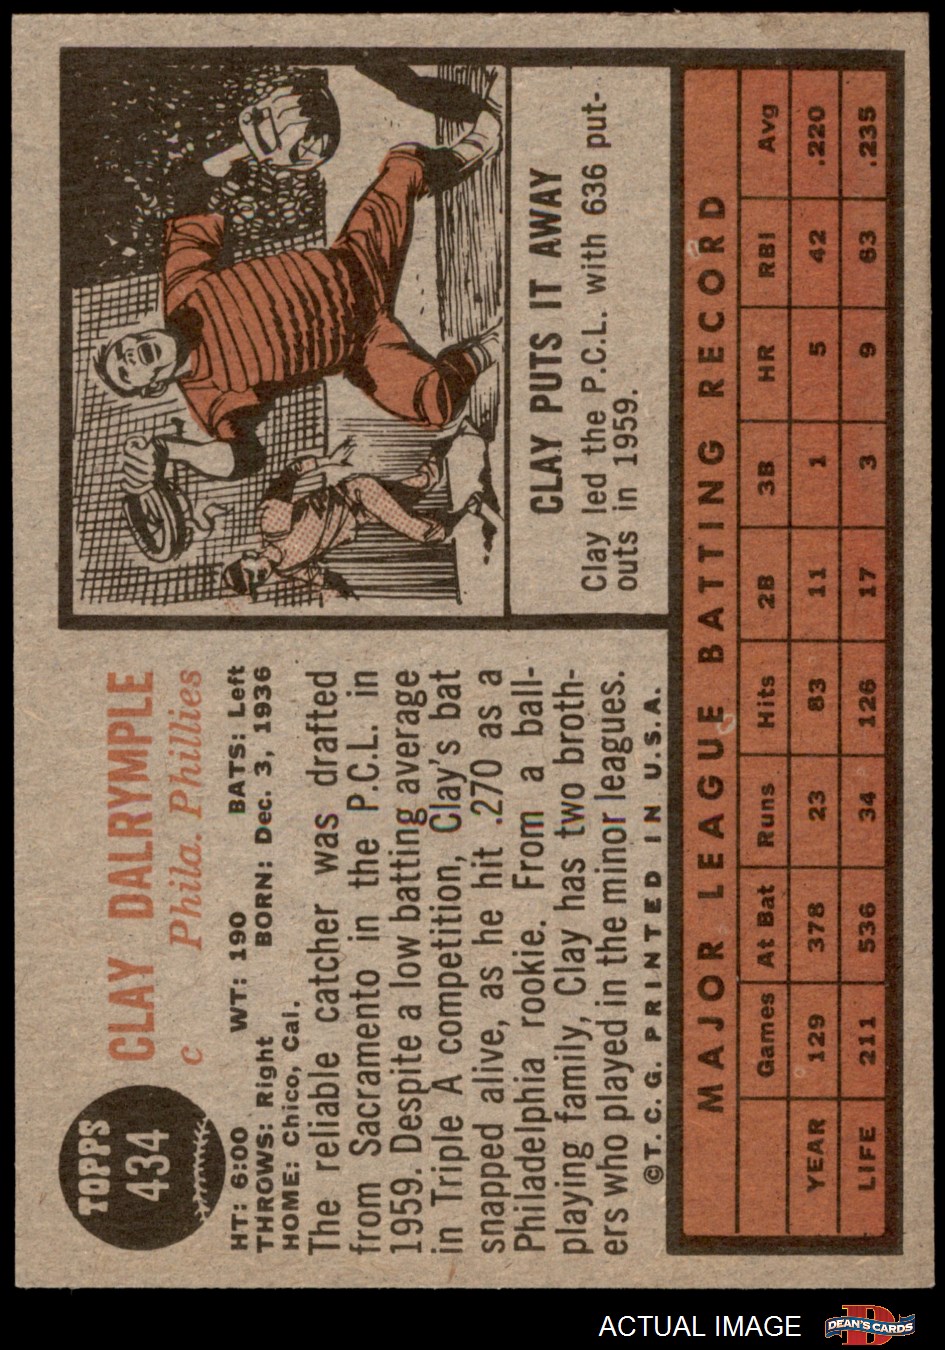 TOPPS
434
CLAY DALRYMPLE
c Phila. Phillies
HT: 6:00 WT: 190 BATS: Left
THROWS: Right BORN: Dec. 3, 1936
HOME: Chico, Cal.
The reliable catcher was drafted
from Sacramento in the P.C.L. in
1959. Despite a low batting average
in Triple A competition, Clay's bat
snapped alive, as he hit .270 as a
Philadelphia rookie. From a ball-
playing family, Clay has two broth-
ers who played in the minor leagues.
©T. C. G. PRINTED IN U.S.A.
CLAY PUTS IT AWAY
Clay led the P.C.L. with 636 put-
outs in 1959.
MAJOR LEAGUE BATTING RECORD
Games At Bat Runs Hits 2B 3B HR RBI Avg
YEAR 129 378 23 83 11 1 5 42 .220
LIFE 211 536 34 126 17 3 9 63 .235
ACTUAL IMAGE
DEAN'S CARDS